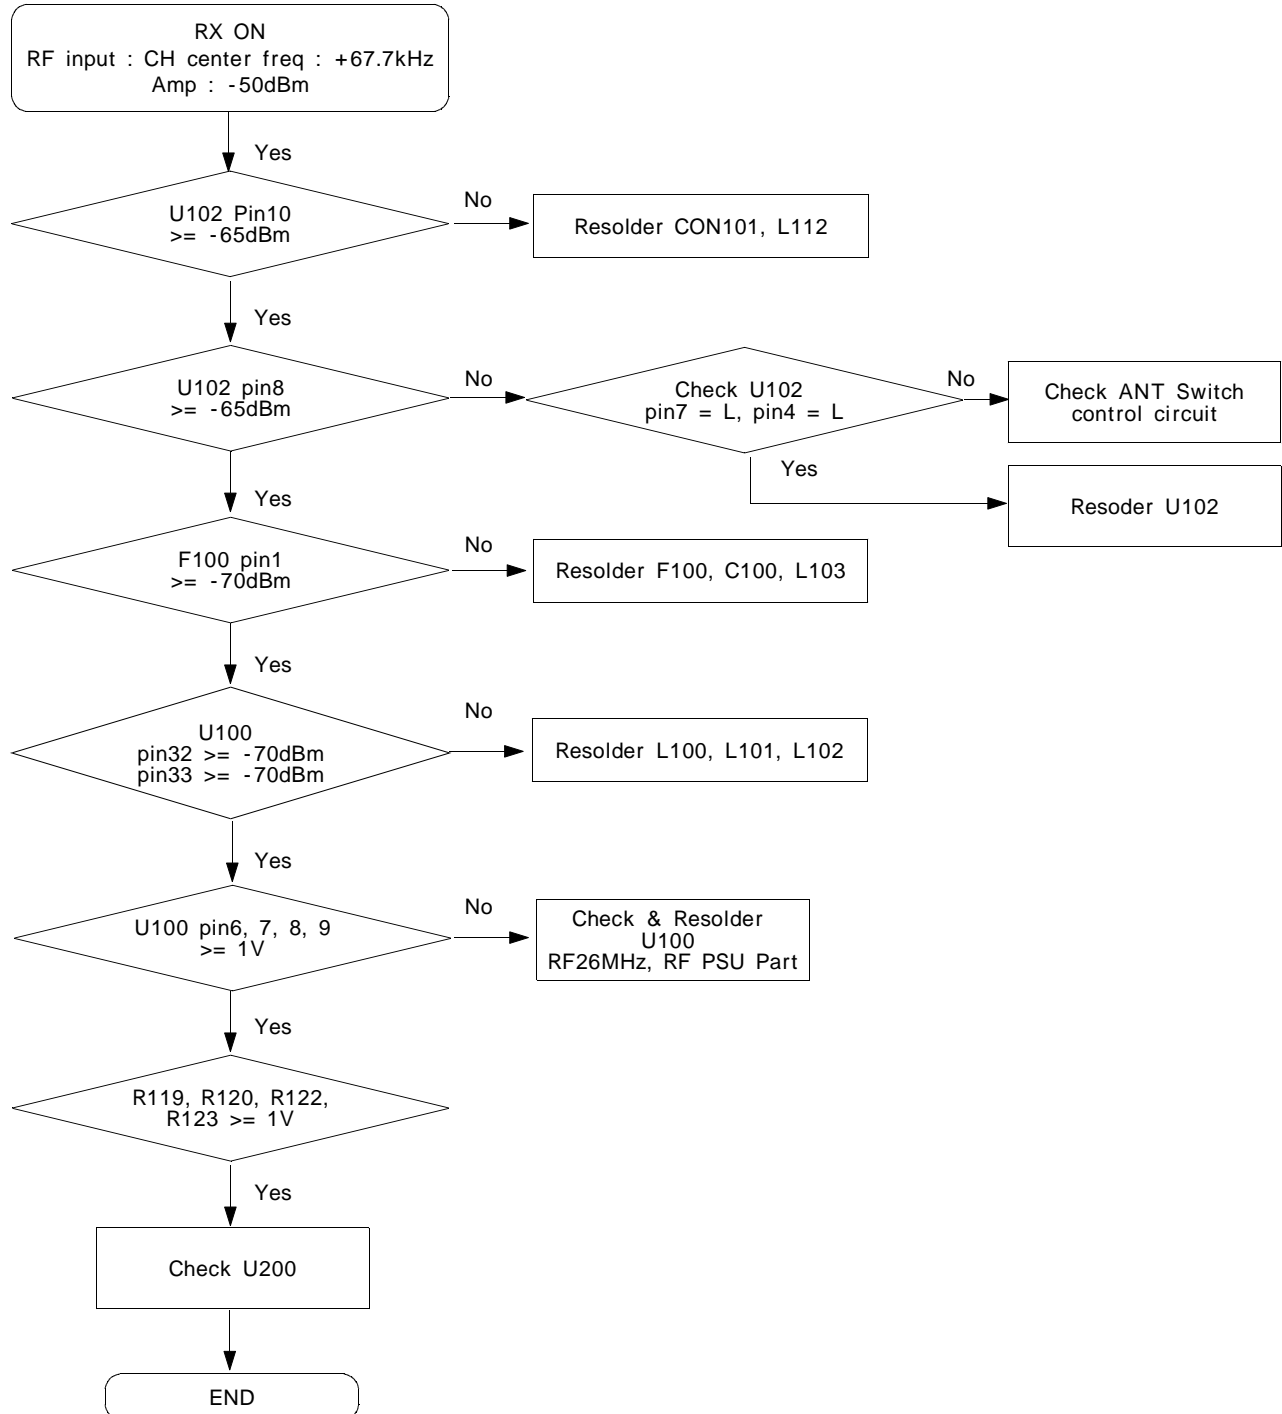 RX ON
RF input : CH center freq : +67.7kHz
Amp : -50dBm
Yes
U102 Pin10
>= -65dBm
No
Resolder CON101, L112
Yes
U102 pin8
>= -65dBm
No
Check U102
pin7 = L, pin4 = L
No
Check ANT Switch
control circuit
Yes
Resoder U102
Yes
F100 pin1
>= -70dBm
No
Resolder F100, C100, L103
Yes
U100
pin32 >= -70dBm
pin33 >= -70dBm
No
Resolder L100, L101, L102
Yes
U100 pin6, 7, 8, 9
>= 1V
No
Check & Resolder
U100
RF26MHz, RF PSU Part
Yes
R119, R120, R122,
R123 >= 1V
Yes
Check U200
END